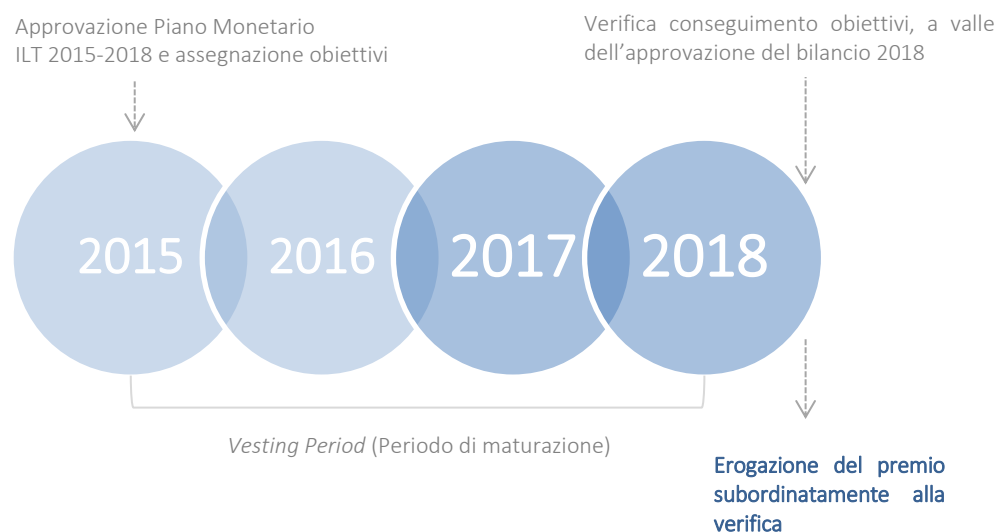 Approvazione Piano Monetario
ILT 2015-2018 e assegnazione obiettivi
Verifica conseguimento obiettivi, a valle
dell'approvazione del bilancio 2018
2015
2016
2017
2018
Vesting Period (Periodo di maturazione)
Erogazione del premio
subordinatamente alla
verifica